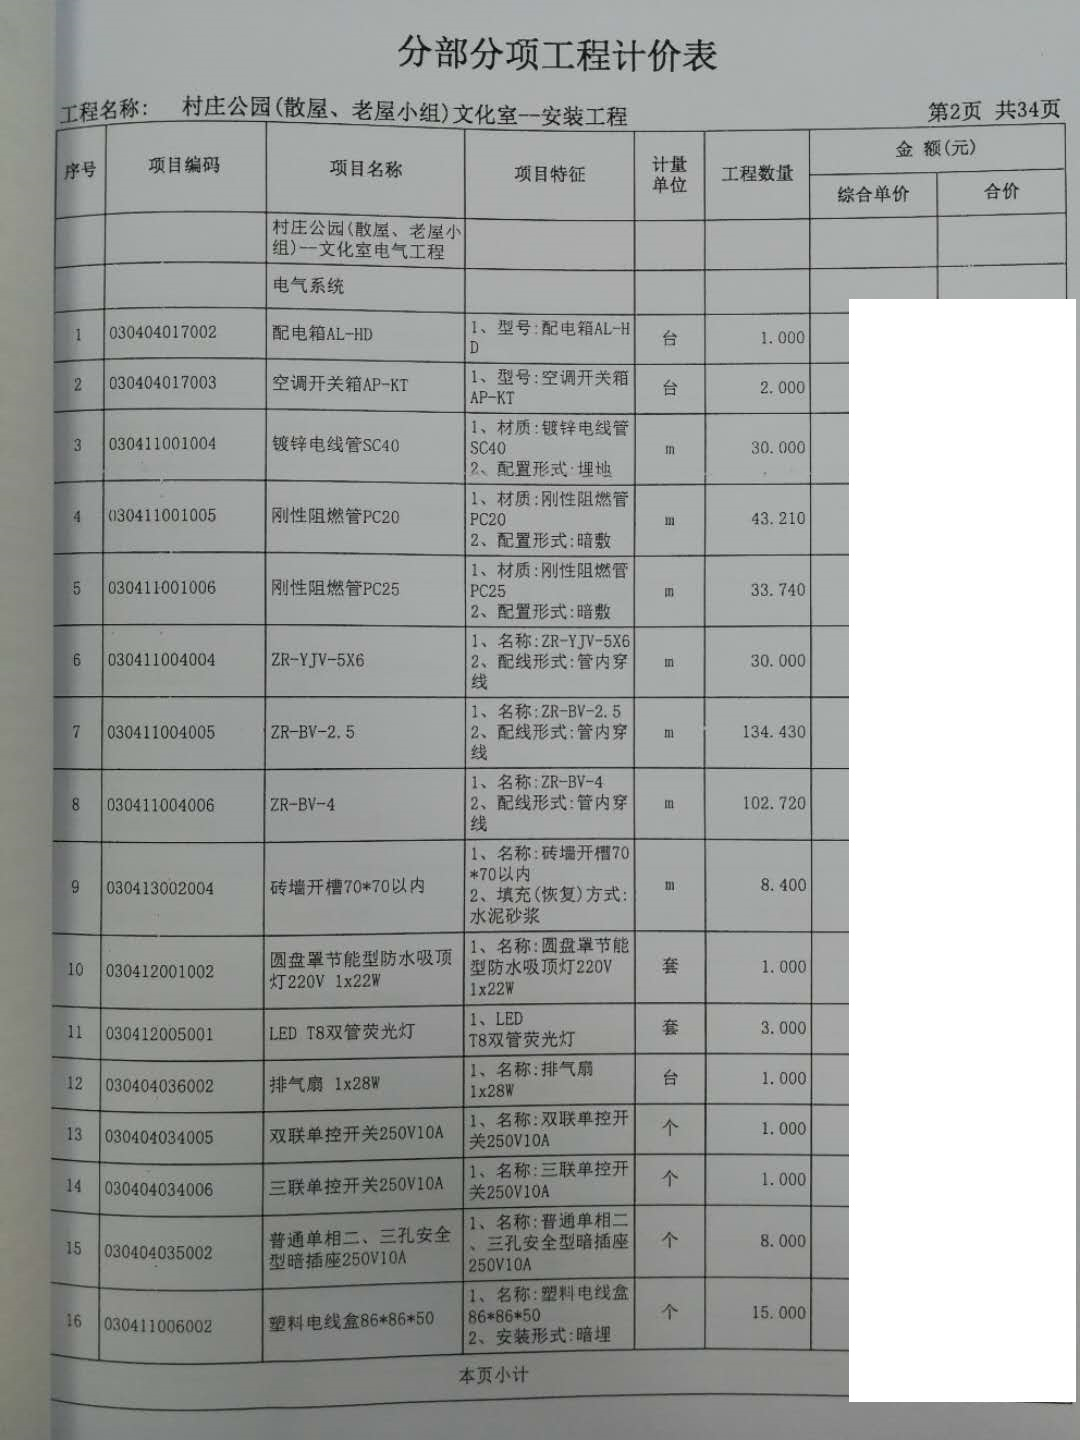 分部分项工程计价表
工程名称: 村庄公园(散屋、老屋小组)文化室--安装工程 第2页 共34页
序号 项目编码 项目名称 项目特征 计量 工程数量 金 额(元)
单位 综合单价 合价
村庄公园(散屋、老屋小
组)--文化室电气工程
电气系统
1 030404017002 配电箱AL-HD 1、型号:配电箱AL-H 台 1.000
D
2 030404017003 空调开关箱AP-KT 1、型号:空调开关箱 台 2.000
AP-KT
3 030411001004 镀锌电线管SC40 1、材质:镀锌电线管 m 30.000
SC40
2、配置形式:埋地
4 030411001005 刚性阻燃管PC20 1、材质:刚性阻燃管 m 43.210
PC20
2、配置形式:暗敷
5 030411001006 刚性阻燃管PC25 1、材质:刚性阻燃管 m 33.740
PC25
2、配置形式:暗敷
6 030411004004 ZR-YJV-5X6 1、名称:ZR-YJV-5X6 m 30.000
2、配线形式:管内穿
线
7 030411004005 ZR-BV-2.5 1、名称:ZR-BV-2.5 m 134.430
2、配线形式:管内穿
线
8 030411004006 ZR-BV-4 1、名称:ZR-BV-4 m 102.720
2、配线形式:管内穿
线
9 030413002004 砖墙开槽70*70以内 1、名称:砖墙开槽70 m 8.400
*70以内
2、填充(恢复)方式:
水泥砂浆
10 030412001002 圆盘罩节能型防水吸顶 1、名称:圆盘罩节能 套 1.000
灯220V 1x22W 型防水吸顶灯220V
1x22W
11 030412005001 LED T8双管荧光灯 1、LED 套 3.000
T8双管荧光灯
12 030404036002 排气扇 1x28W 1、名称:排气扇 台 1.000
1x28W
13 030404034005 双联单控开关250V10A 1、名称:双联单控开 个 1.000
关250V10A
14 030404034006 三联单控开关250V10A 1、名称:三联单控开 个 1.000
关250V10A
15 030404035002 普通单相二、三孔安全 1、名称:普通单相二 个 8.000
型暗插座250V10A 、三孔安全型暗插座
250V10A
16 030411006002 塑料电线盒86*86*50 1、名称:塑料电线盒 个 15.000
86*86*50
2、安装形式:暗埋
本页小计